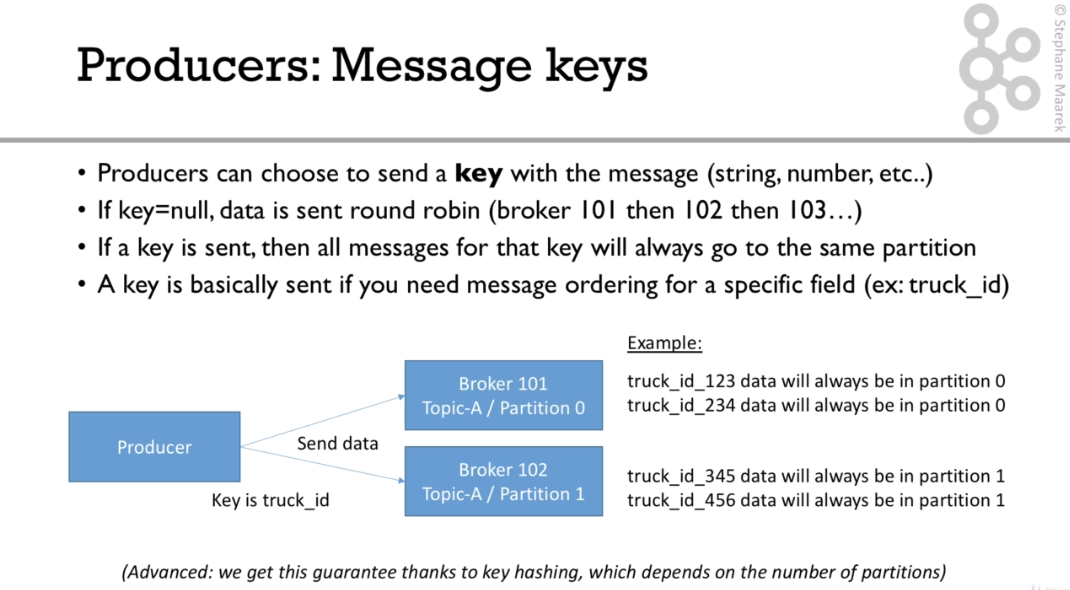 Producers: Message keys
© Stephane Maarek
• Producers can choose to send a key with the message (string, number, etc..)
• If key=null, data is sent round robin (broker 101 then 102 then 103…)
• If a key is sent, then all messages for that key will always go to the same partition
• A key is basically sent if you need message ordering for a specific field (ex: truck_id)
Producer
Send data
Key is truck_id
Broker 101
Topic-A / Partition 0
Broker 102
Topic-A / Partition 1
Example:
truck_id_123 data will always be in partition 0
truck_id_234 data will always be in partition 0
truck_id_345 data will always be in partition 1
truck_id_456 data will always be in partition 1
(Advanced: we get this guarantee thanks to key hashing, which depends on the number of partitions)